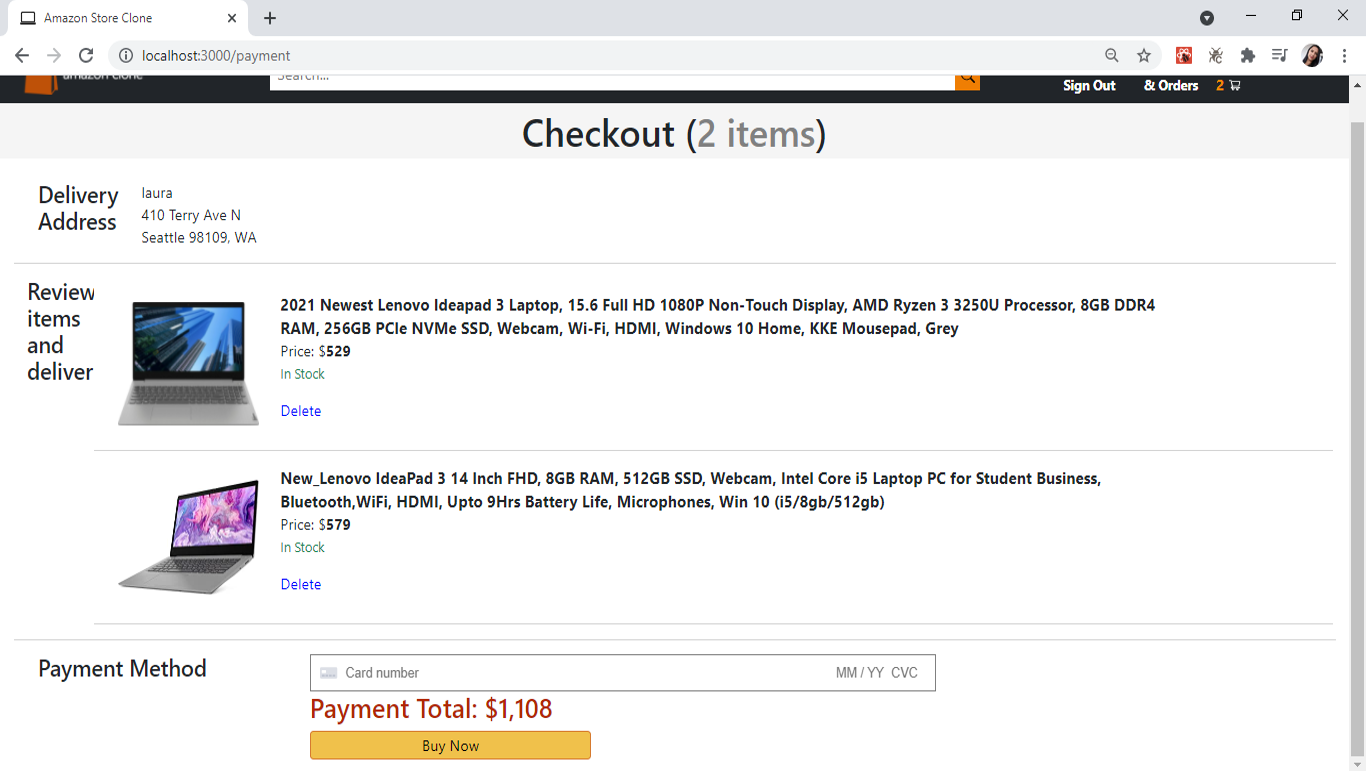 Amazon Store Clone
localhost:3000/payment
amazon clone
Search...
Sign Out
& Orders
2
Checkout (2 items)
Delivery
Address
laura
410 Terry Ave N
Seattle 98109, WA
Review
items
and
deliver
2021 Newest Lenovo Ideapad 3 Laptop, 15.6 Full HD 1080P Non-Touch Display, AMD Ryzen 3 3250U Processor, 8GB DDR4
RAM, 256GB PCIe NVMe SSD, Webcam, Wi-Fi, HDMI, Windows 10 Home, KKE Mousepad, Grey
Price: $529
In Stock
Delete
New_Lenovo IdeaPad 3 14 Inch FHD, 8GB RAM, 512GB SSD, Webcam, Intel Core i5 Laptop PC for Student Business,
Bluetooth,WiFi, HDMI, Upto 9Hrs Battery Life, Microphones, Win 10 (i5/8gb/512gb)
Price: $579
In Stock
Delete
Payment Method
Card number
MM / YY CVC
Payment Total: $1,108
Buy Now